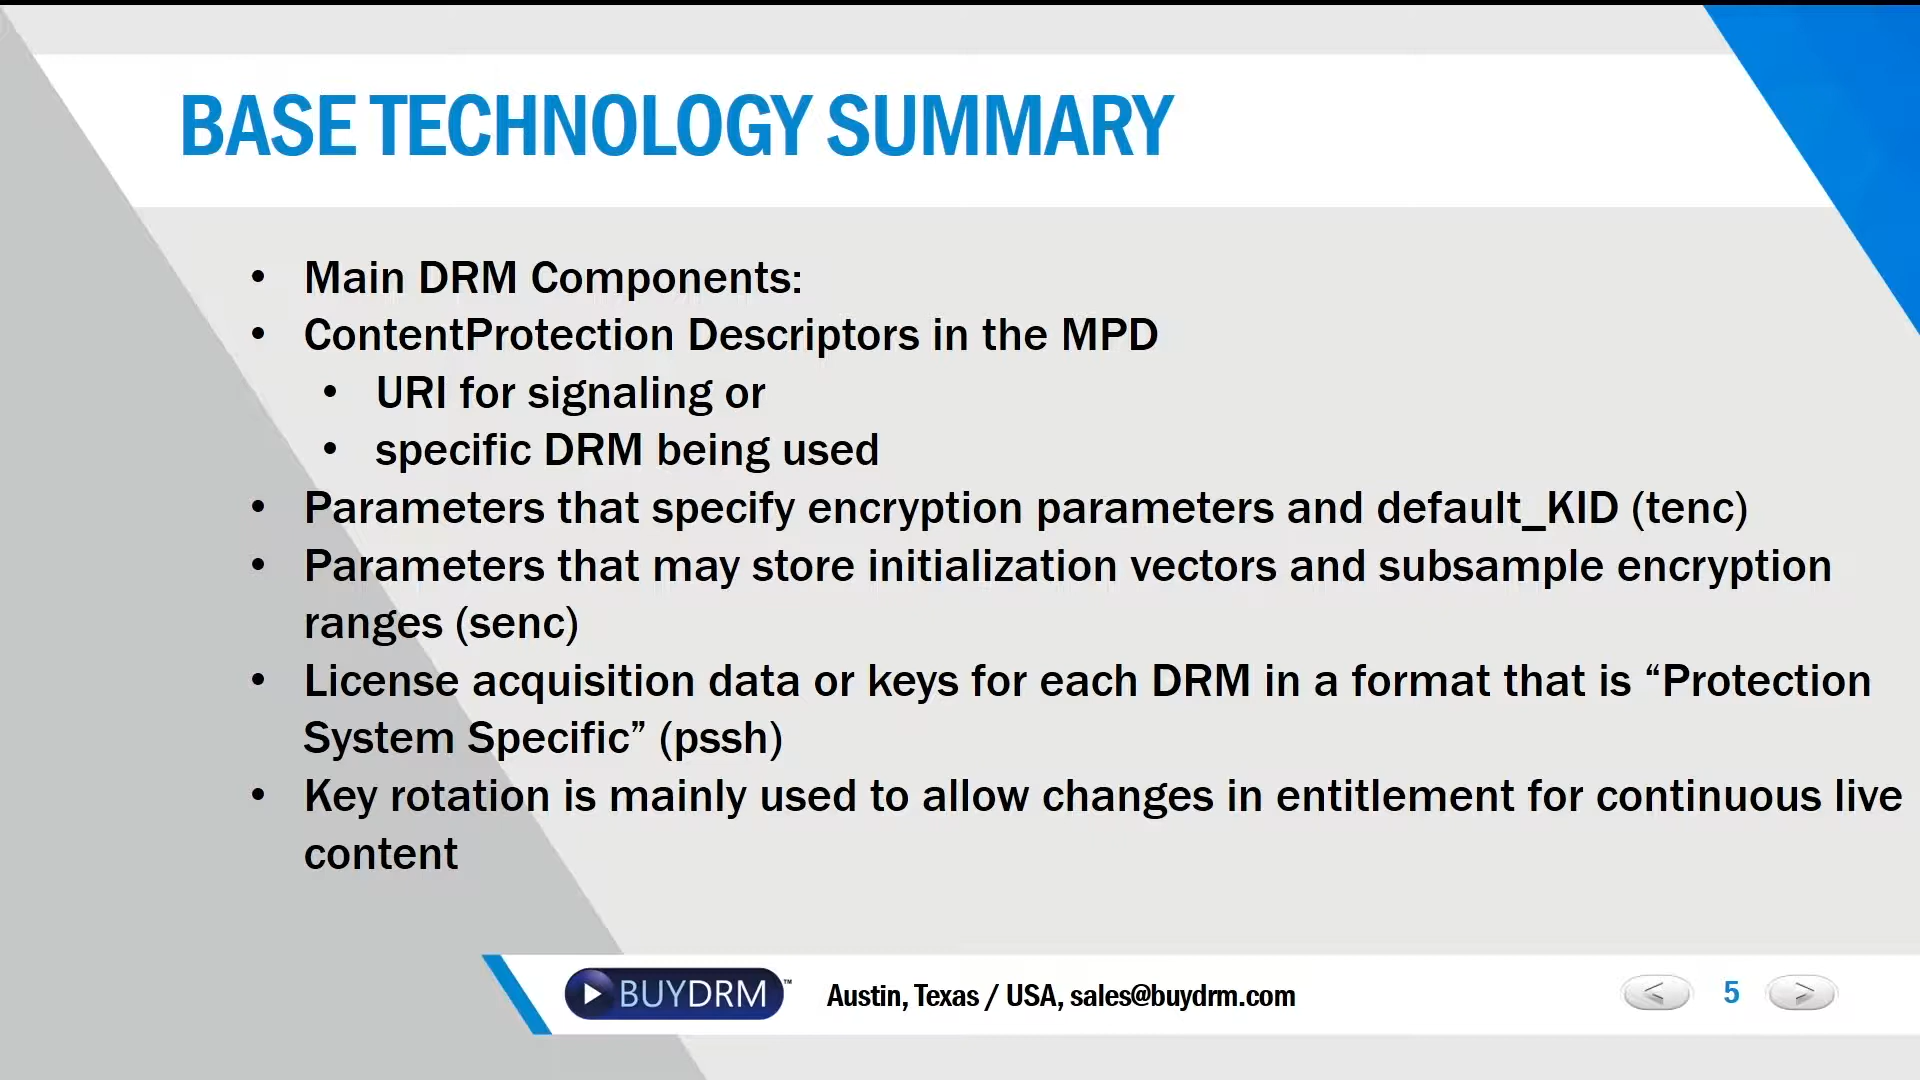 BASE TECHNOLOGY SUMMARY
• Main DRM Components:
• ContentProtection Descriptors in the MPD
• URI for signaling or
• specific DRM being used
• Parameters that specify encryption parameters and default_KID (tenc)
• Parameters that may store initialization vectors and subsample encryption
ranges (senc)
• License acquisition data or keys for each DRM in a format that is “Protection
System Specific” (pssh)
• Key rotation is mainly used to allow changes in entitlement for continuous live
content
BUYDRM™ Austin, Texas / USA, sales@buydrm.com < 5 >